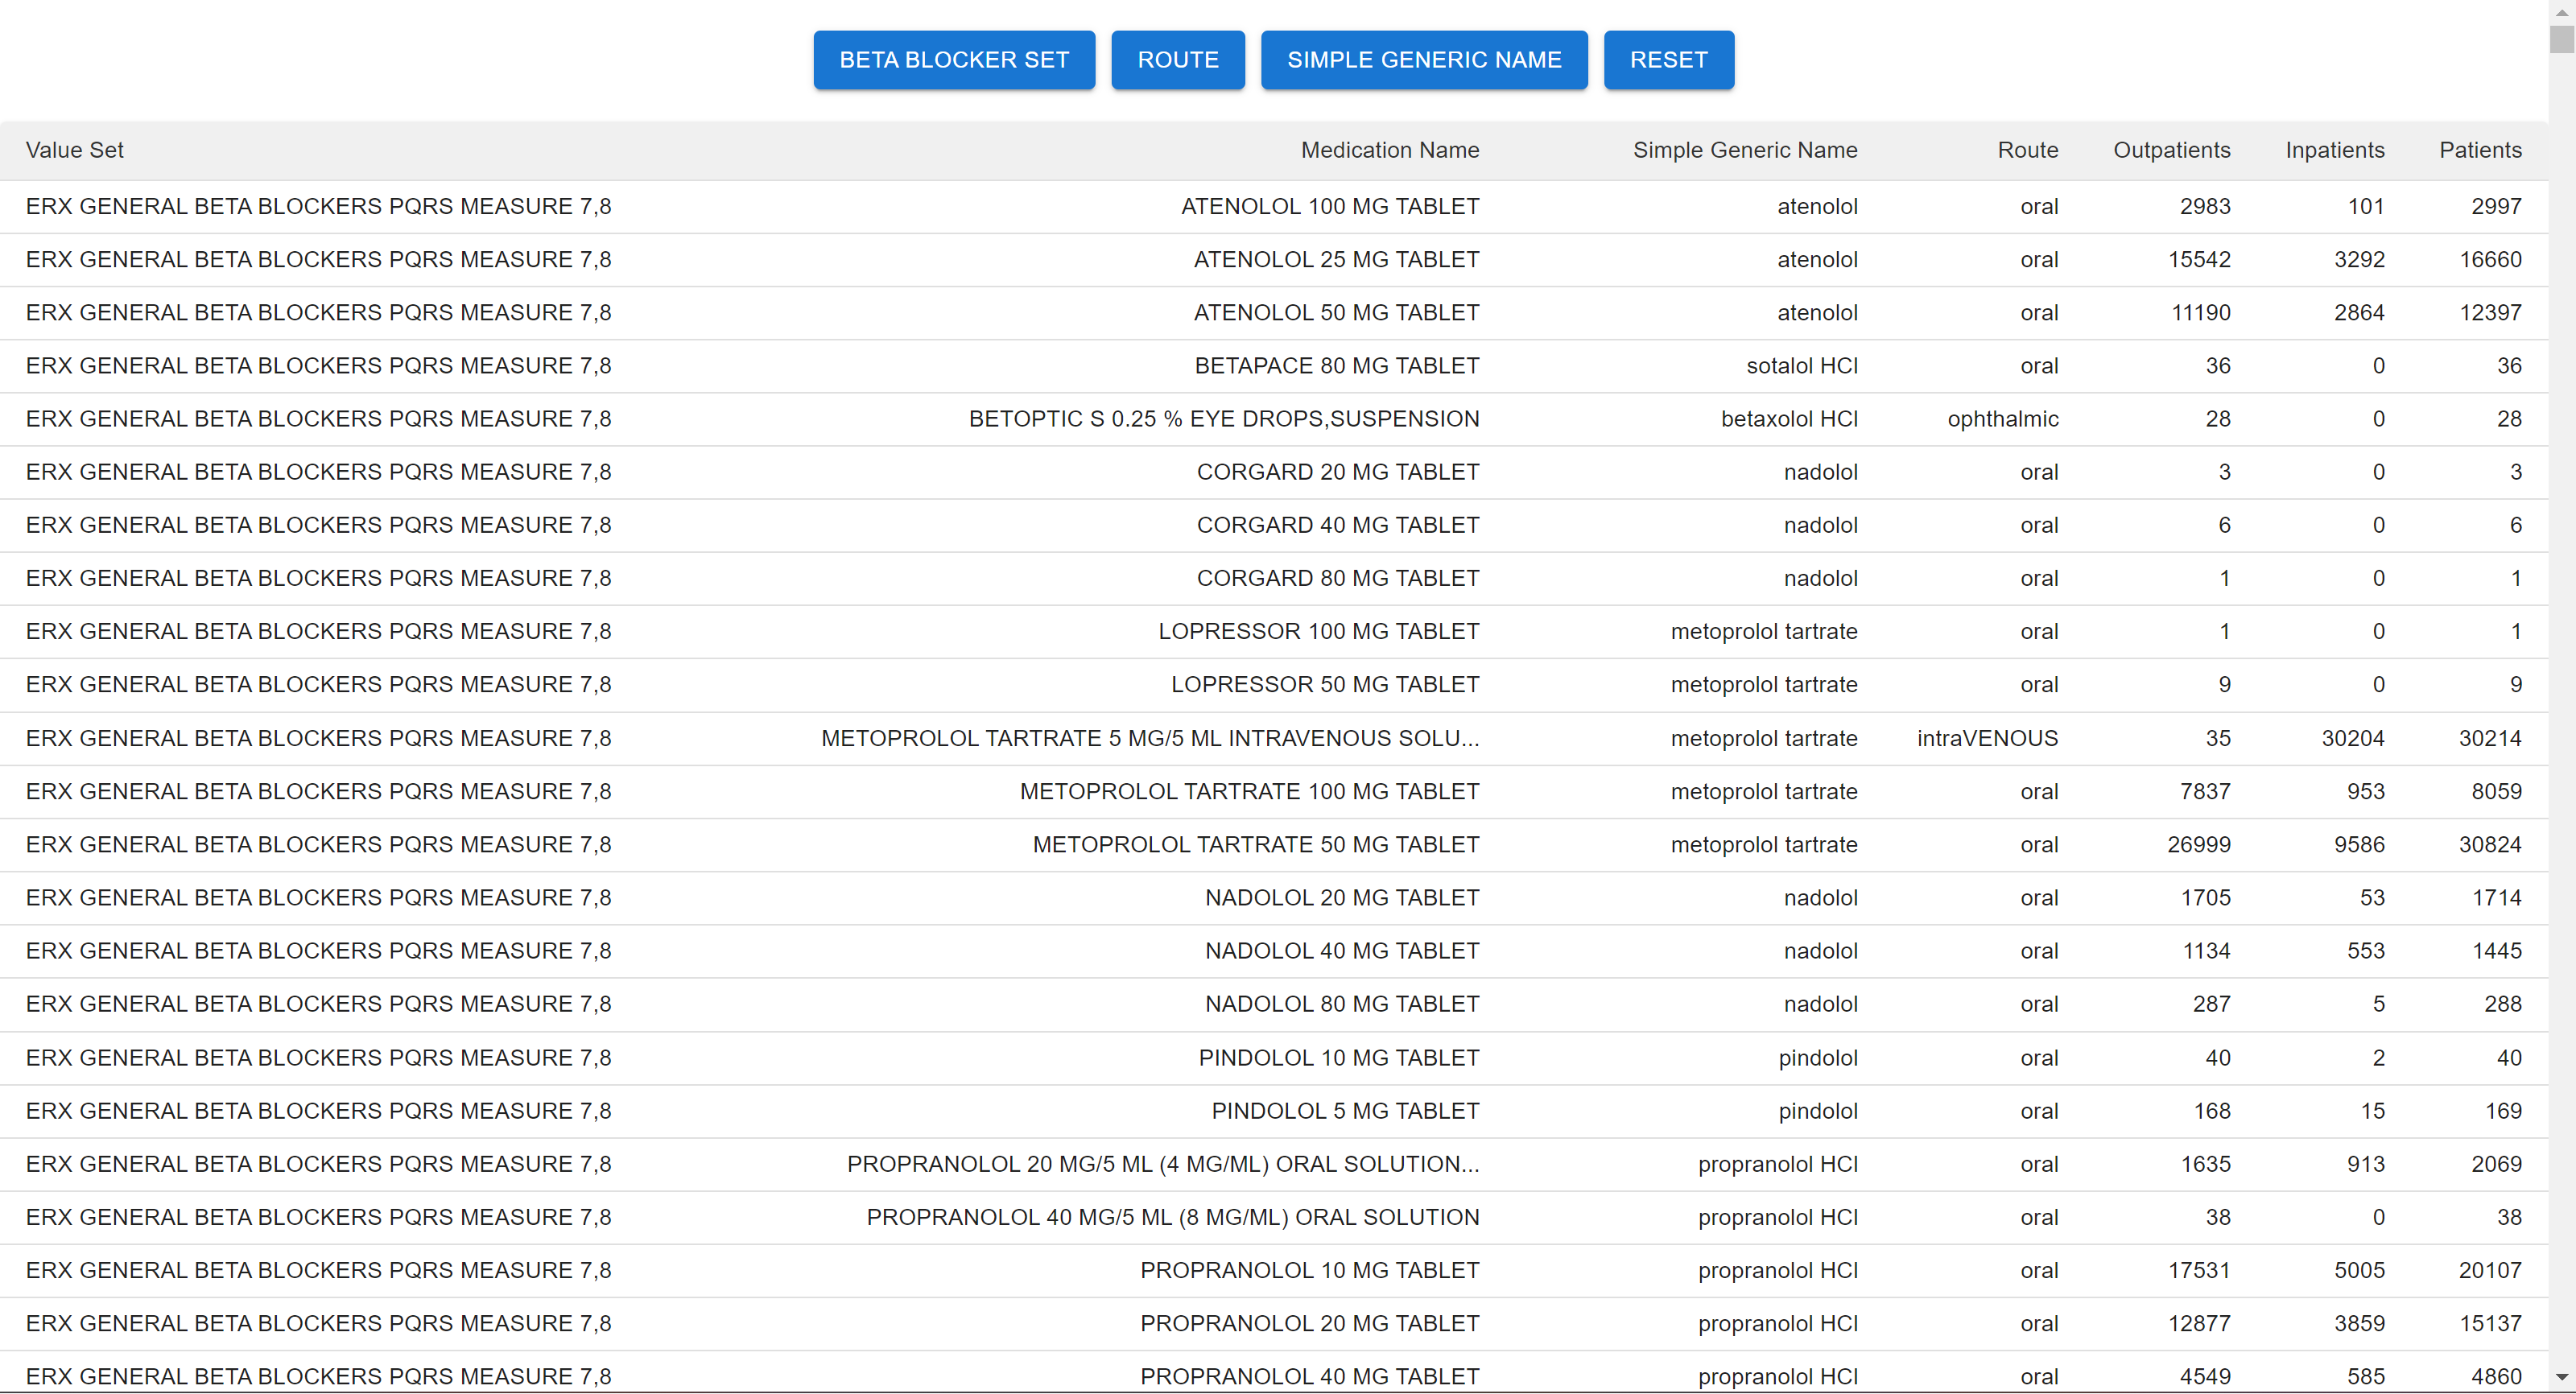 BETA BLOCKER SET ROUTE SIMPLE GENERIC NAME RESET
Value Set Medication Name Simple Generic Name Route Outpatients Inpatients Patients
ERX GENERAL BETA BLOCKERS PQRS MEASURE 7,8 ATENOLOL 100 MG TABLET atenolol oral 2983 101 2997
ERX GENERAL BETA BLOCKERS PQRS MEASURE 7,8 ATENOLOL 25 MG TABLET atenolol oral 15542 3292 16660
ERX GENERAL BETA BLOCKERS PQRS MEASURE 7,8 ATENOLOL 50 MG TABLET atenolol oral 11190 2864 12397
ERX GENERAL BETA BLOCKERS PQRS MEASURE 7,8 BETAPACE 80 MG TABLET sotalol HCl oral 36 0 36
ERX GENERAL BETA BLOCKERS PQRS MEASURE 7,8 BETOPTIC S 0.25 % EYE DROPS,SUSPENSION betaxolol HCl ophthalmic 28 0 28
ERX GENERAL BETA BLOCKERS PQRS MEASURE 7,8 CORGARD 20 MG TABLET nadolol oral 3 0 3
ERX GENERAL BETA BLOCKERS PQRS MEASURE 7,8 CORGARD 40 MG TABLET nadolol oral 6 0 6
ERX GENERAL BETA BLOCKERS PQRS MEASURE 7,8 CORGARD 80 MG TABLET nadolol oral 1 0 1
ERX GENERAL BETA BLOCKERS PQRS MEASURE 7,8 LOPRESSOR 100 MG TABLET metoprolol tartrate oral 1 0 1
ERX GENERAL BETA BLOCKERS PQRS MEASURE 7,8 LOPRESSOR 50 MG TABLET metoprolol tartrate oral 9 0 9
ERX GENERAL BETA BLOCKERS PQRS MEASURE 7,8 METOPROLOL TARTRATE 5 MG/5 ML INTRAVENOUS SOLU... metoprolol tartrate intraVENOUS 35 30204 30214
ERX GENERAL BETA BLOCKERS PQRS MEASURE 7,8 METOPROLOL TARTRATE 100 MG TABLET metoprolol tartrate oral 7837 953 8059
ERX GENERAL BETA BLOCKERS PQRS MEASURE 7,8 METOPROLOL TARTRATE 50 MG TABLET metoprolol tartrate oral 26999 9586 30824
ERX GENERAL BETA BLOCKERS PQRS MEASURE 7,8 NADOLOL 20 MG TABLET nadolol oral 1705 53 1714
ERX GENERAL BETA BLOCKERS PQRS MEASURE 7,8 NADOLOL 40 MG TABLET nadolol oral 1134 553 1445
ERX GENERAL BETA BLOCKERS PQRS MEASURE 7,8 NADOLOL 80 MG TABLET nadolol oral 287 5 288
ERX GENERAL BETA BLOCKERS PQRS MEASURE 7,8 PINDOLOL 10 MG TABLET pindolol oral 40 2 40
ERX GENERAL BETA BLOCKERS PQRS MEASURE 7,8 PINDOLOL 5 MG TABLET pindolol oral 168 15 169
ERX GENERAL BETA BLOCKERS PQRS MEASURE 7,8 PROPRANOLOL 20 MG/5 ML (4 MG/ML) ORAL SOLUTION... propranolol HCl oral 1635 913 2069
ERX GENERAL BETA BLOCKERS PQRS MEASURE 7,8 PROPRANOLOL 40 MG/5 ML (8 MG/ML) ORAL SOLUTION propranolol HCl oral 38 0 38
ERX GENERAL BETA BLOCKERS PQRS MEASURE 7,8 PROPRANOLOL 10 MG TABLET propranolol HCl oral 17531 5005 20107
ERX GENERAL BETA BLOCKERS PQRS MEASURE 7,8 PROPRANOLOL 20 MG TABLET propranolol HCl oral 12877 3859 15137
ERX GENERAL BETA BLOCKERS PQRS MEASURE 7,8 PROPRANOLOL 40 MG TABLET propranolol HCl oral 4549 585 4860